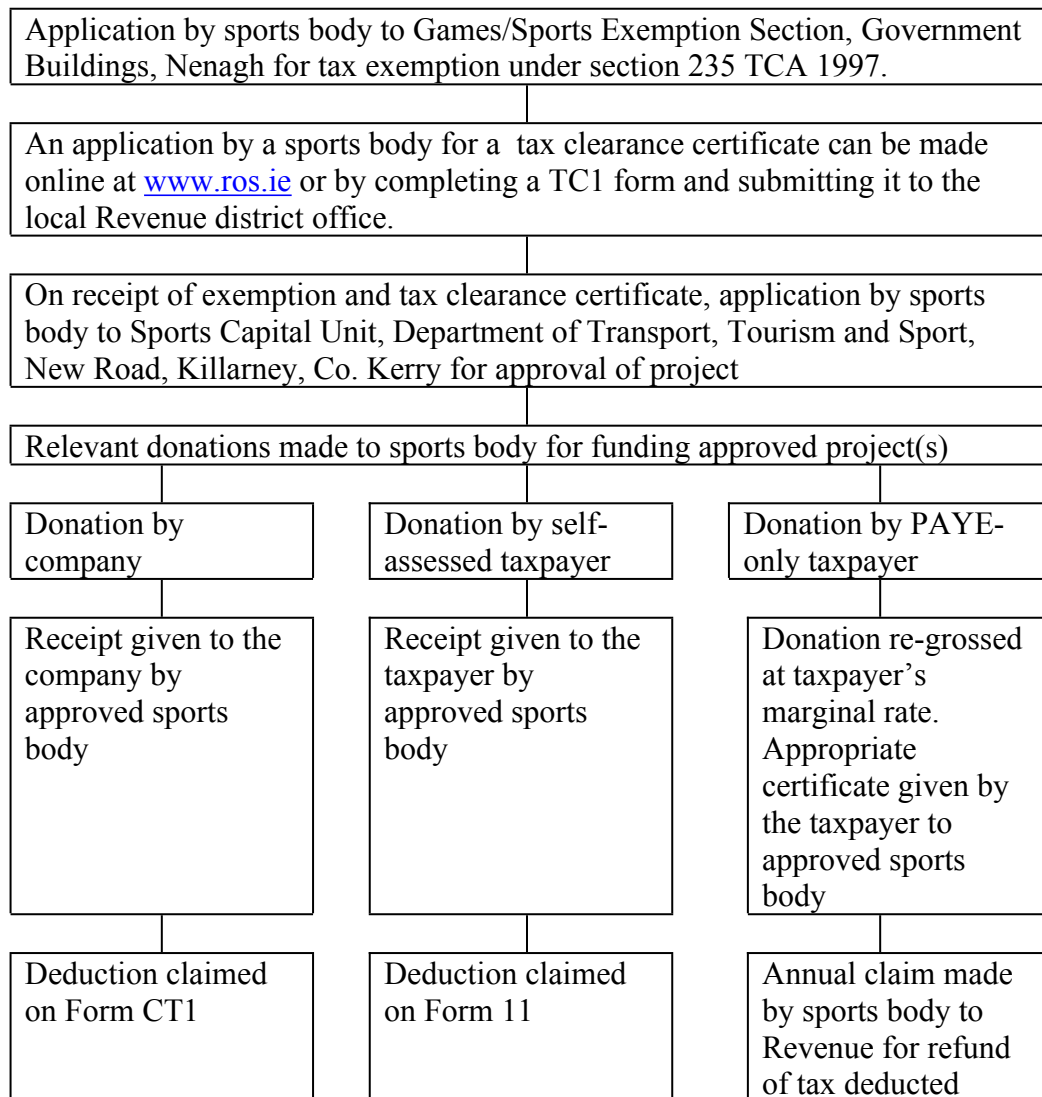 Application by sports body to Games/Sports Exemption Section, Government
Buildings, Nenagh for tax exemption under section 235 TCA 1997.
An application by a sports body for a tax clearance certificate can be made
online at www.ros.ie or by completing a TC1 form and submitting it to the
local Revenue district office.
On receipt of exemption and tax clearance certificate, application by sports
body to Sports Capital Unit, Department of Transport, Tourism and Sport,
New Road, Killarney, Co. Kerry for approval of project
Relevant donations made to sports body for funding approved project(s)
Donation by
company
Donation by self-
assessed taxpayer
Donation by PAYE-
only taxpayer
Receipt given to the
company by
approved sports
body
Receipt given to the
taxpayer by
approved sports
body
Donation re-grossed
at taxpayer’s
marginal rate.
Appropriate
certificate given by
the taxpayer to
approved sports
body
Deduction claimed
on Form CT1
Deduction claimed
on Form 11
Annual claim made
by sports body to
Revenue for refund
of tax deducted